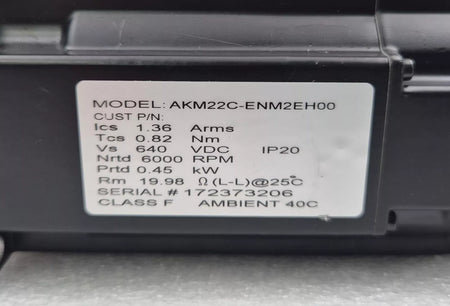 MODEL: AKM22C-ENM2EH00
CUST P/N:
Ics 1.36 Arms
Tcs 0.82 Nm
Vs 640 VDC IP20
Nrtd 6000 RPM
Prtd 0.45 kW
Rm 19.98 Ω(L-L)@25°C
SERIAL # 172373206
CLASS F AMBIENT 40C